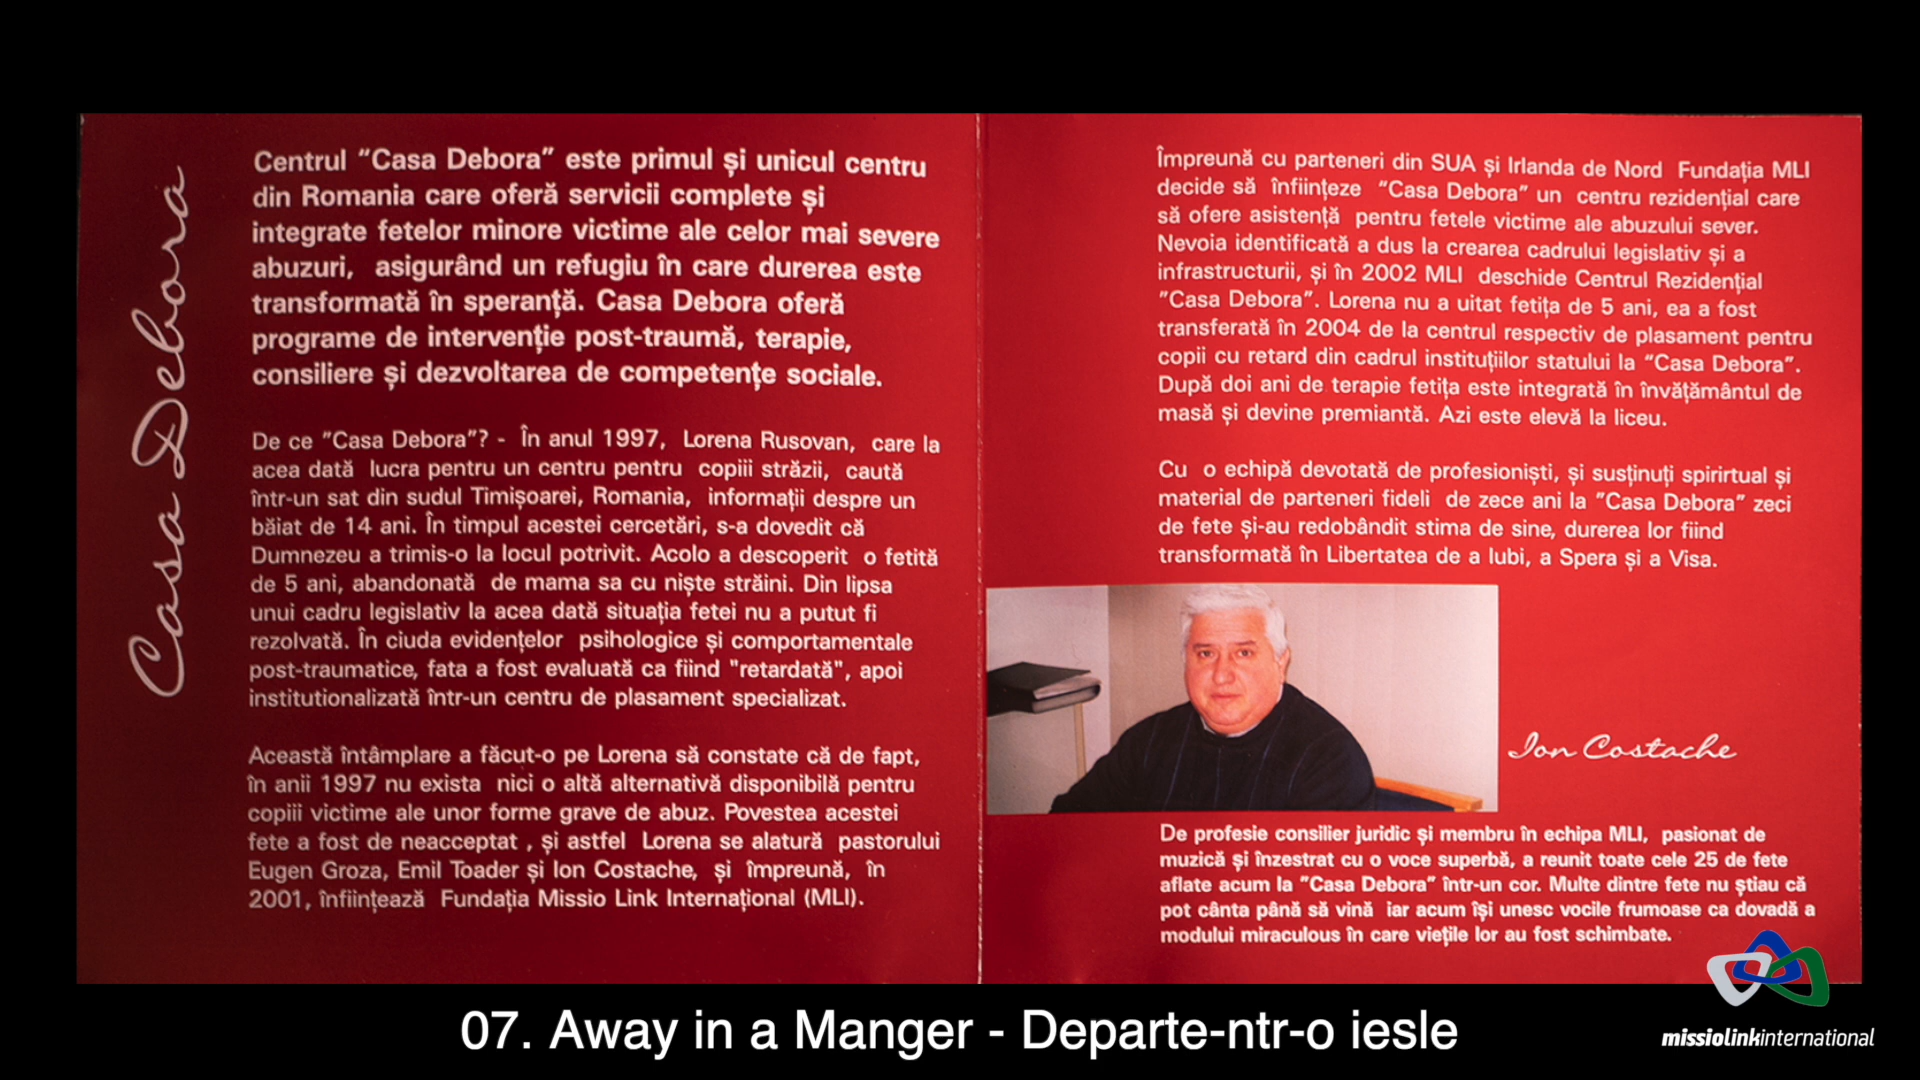 Casa Debora
Centrul "Casa Debora" este primul și unicul centru
din Romania care oferă servicii complete și
integrate fetelor minore victime ale celor mai severe
abuzuri, asigurând un refugiu în care durerea este
transformată în speranță. Casa Debora oferă
programe de intervenție post-traumă, terapie,
consiliere și dezvoltarea de competențe sociale.
De ce "Casa Debora"? - În anul 1997, Lorena Rusovan, care la
acea dată lucra pentru un centru pentru copiii străzii, caută
într-un sat din sudul Timișoarei, Romania, informații despre un
băiat de 14 ani. În timpul acestei cercetări, s-a dovedit că
Dumnezeu a trimis-o la locul potrivit. Acolo a descoperit o fetită
de 5 ani, abandonată de mama sa cu niște străini. Din lipsa
unui cadru legislativ la acea dată situația fetei nu a putut fi
rezolvată. În ciuda evidențelor psihologice și comportamentale
post-traumatice, fata a fost evaluată ca fiind "retardată", apoi
institutionalizată într-un centru de plasament specializat.
Această întâmplare a făcut-o pe Lorena să constate că de fapt,
în anii 1997 nu exista nici o altă alternativă disponibilă pentru
copiii victime ale unor forme grave de abuz. Povestea acestei
fete a fost de neacceptat , și astfel Lorena se alatură pastorului
Eugen Groza, Emil Toader și Ion Costache, și împreună, în
2001, înființează Fundația Missio Link Internațional (MLI).
Împreună cu parteneri din SUA și Irlanda de Nord Fundația MLI
decide să înființeze "Casa Debora" un centru rezidențial care
să ofere asistență pentru fetele victime ale abuzului sever.
Nevoia identificată a dus la crearea cadrului legislativ și a
infrastructurii, și în 2002 MLI deschide Centrul Rezidențial
"Casa Debora". Lorena nu a uitat fetița de 5 ani, ea a fost
transferată în 2004 de la centrul respectiv de plasament pentru
copii cu retard din cadrul instituțiilor statului la "Casa Debora".
După doi ani de terapie fetița este integrată în învățământul de
masă și devine premiantă. Azi este elevă la liceu.
Cu o echipă devotată de profesioniști, și susținuți spirirtual și
material de parteneri fideli de zece ani la "Casa Debora" zeci
de fete și-au redobândit stima de sine, durerea lor fiind
transformată în Libertatea de a Iubi, a Spera și a Visa.
Ion Costache
De profesie consilier juridic și membru în echipa MLI, pasionat de
muzică și înzestrat cu o voce superbă, a reunit toate cele 25 de fete
aflate acum la "Casa Debora" într-un cor. Multe dintre fete nu știau că
pot cânta până să vină iar acum își unesc vocile frumoase ca dovadă a
modului miraculous în care viețile lor au fost schimbate.
07. Away in a Manger - Departe-ntr-o iesle
missiolinkinternational